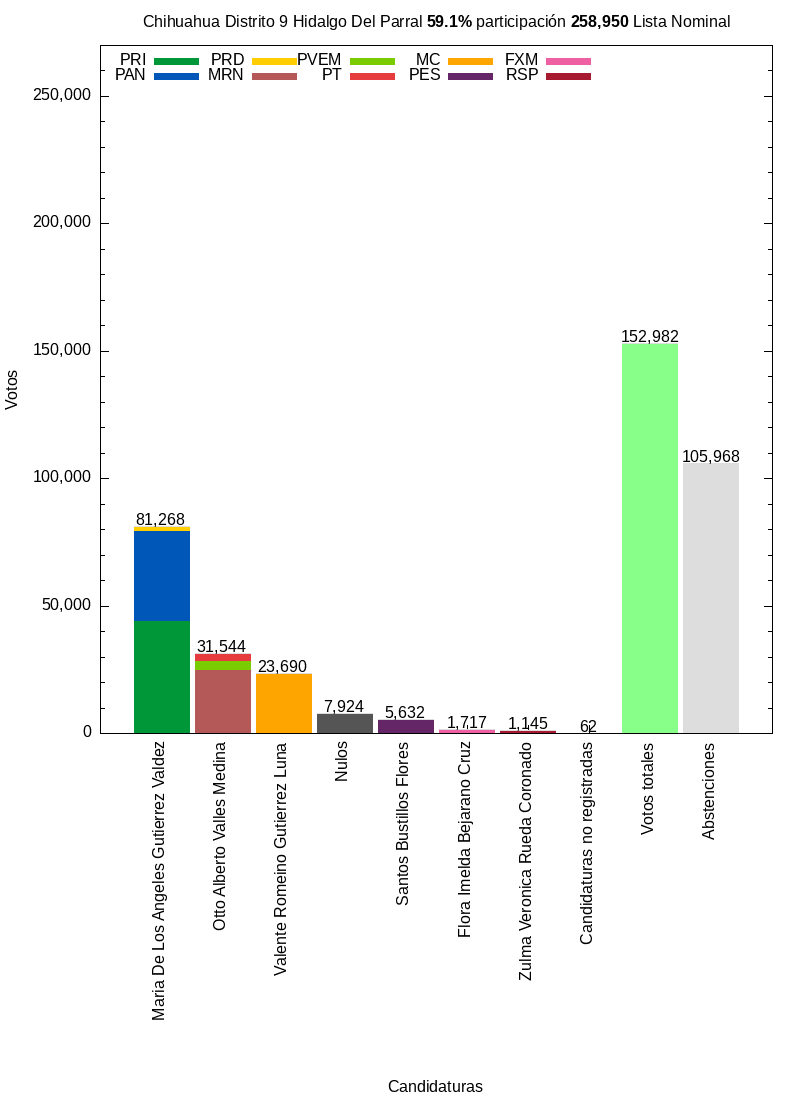 Chihuahua Distrito 9 Hidalgo Del Parral 59.1% participación 258,950 Lista Nominal
PRI PRD PVEM MC FXM
PAN MRN PT PES RSP
250,000
200,000
150,000
100,000
50,000
0
Votos
81,268
31,544
23,690
7,924
5,632
1,717
1,145
62
152,982
105,968
Maria De Los Angeles Gutierrez Valdez
Otto Alberto Valles Medina
Valente Romeino Gutierrez Luna
Nulos
Santos Bustillos Flores
Flora Imelda Bejarano Cruz
Zulma Veronica Rueda Coronado
Candidaturas no registradas
Votos totales
Abstenciones
Candidaturas